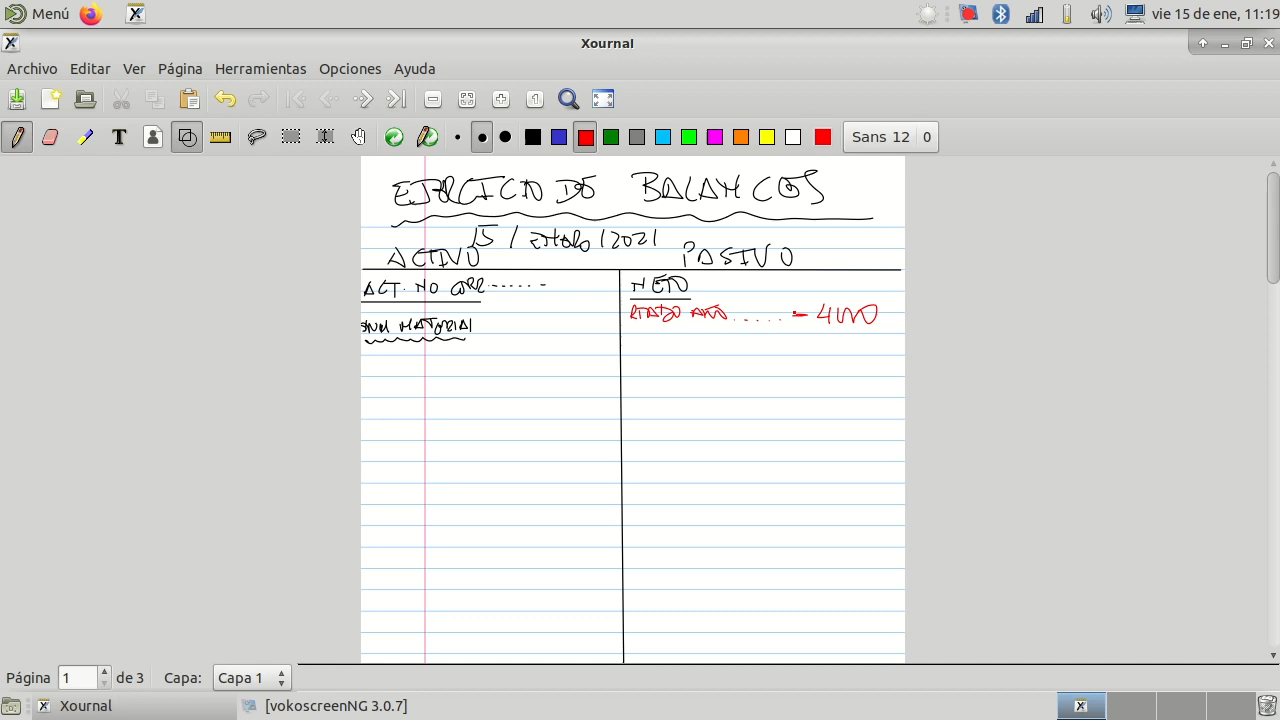 Menú
vie 15 de ene, 11:19
Xournal
Archivo Editar Ver Página Herramientas Opciones Ayuda
Sans 12 0
EJERCICIO DE BALANCES
15 / ENERO / 2021
ACTIVO PASIVO
ACT. NO CORR...... NETO
INM MATERIAL
- 4000
Página 1 de 3 Capa: Capa 1
Xournal [vokoscreenNG 3.0.7]